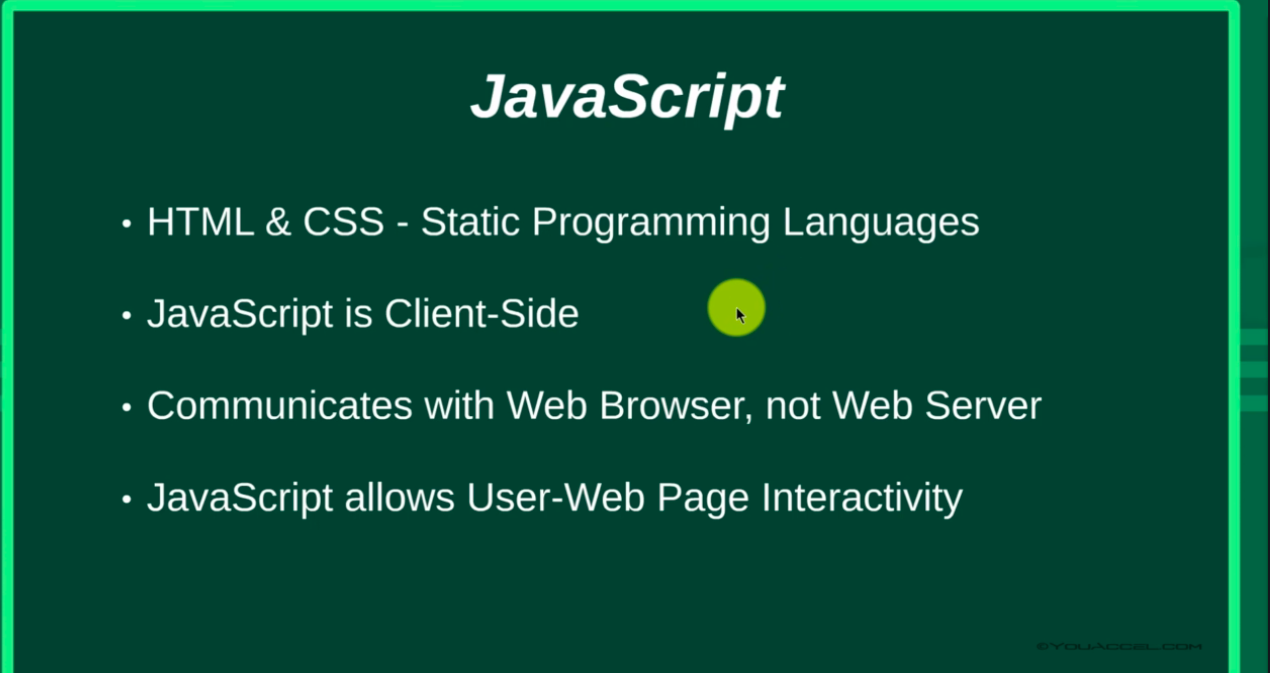 JavaScript
• HTML & CSS - Static Programming Languages
• JavaScript is Client-Side
• Communicates with Web Browser, not Web Server
• JavaScript allows User-Web Page Interactivity
©YOUACCEL.COM